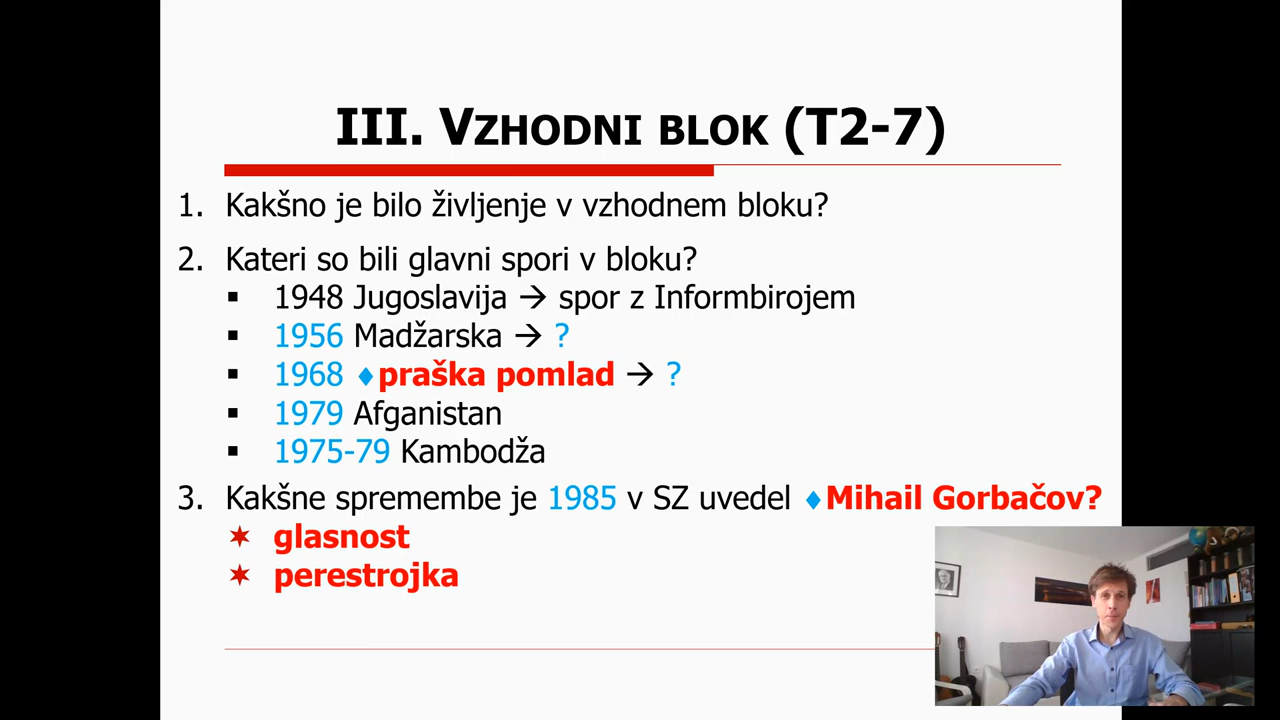 III. VZHODNI BLOK (T2-7)
1. Kakšno je bilo življenje v vzhodnem bloku?
2. Kateri so bili glavni spori v bloku?
▪ 1948 Jugoslavija → spor z Informbirojem
▪ 1956 Madžarska → ?
▪ 1968 ♦praška pomlad → ?
▪ 1979 Afganistan
▪ 1975-79 Kambodža
3. Kakšne spremembe je 1985 v SZ uvedel ♦Mihail Gorbačov?
✶ glasnost
✶ perestrojka